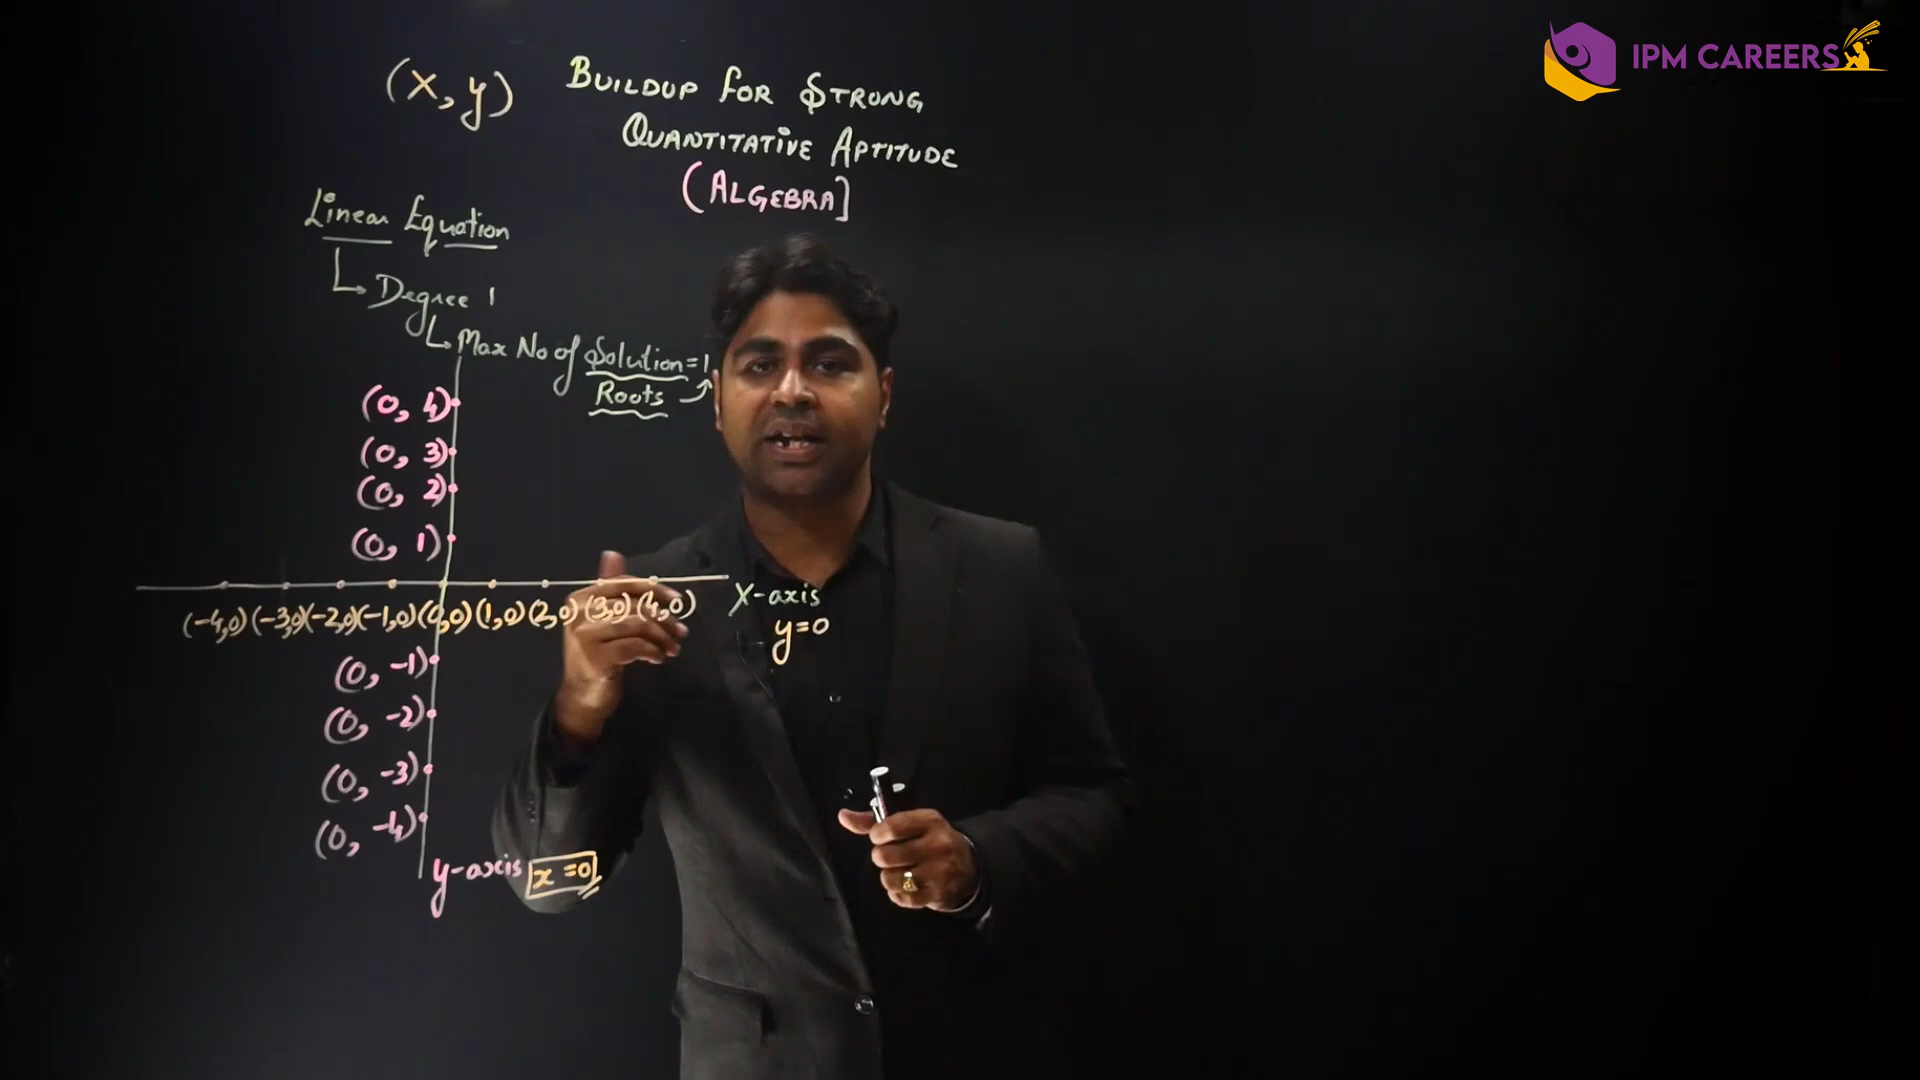 IPM CAREERS
(x, y)
BUILDUP FOR STRONG
QUANTITATIVE APTITUDE
(ALGEBRA]
Linear Equation
Degree 1
Max No of Solution = 1
Roots
(0, 4)
(0, 3)
(0, 2)
(0, 1)
(-4,0) (-3,0) (-2,0) (-1,0) (0,0) (1,0) (2,0) (3,0) (4,0)
X-axis
y=0
(0, -1)
(0, -2)
(0, -3)
(0, -4)
y-axis x=0